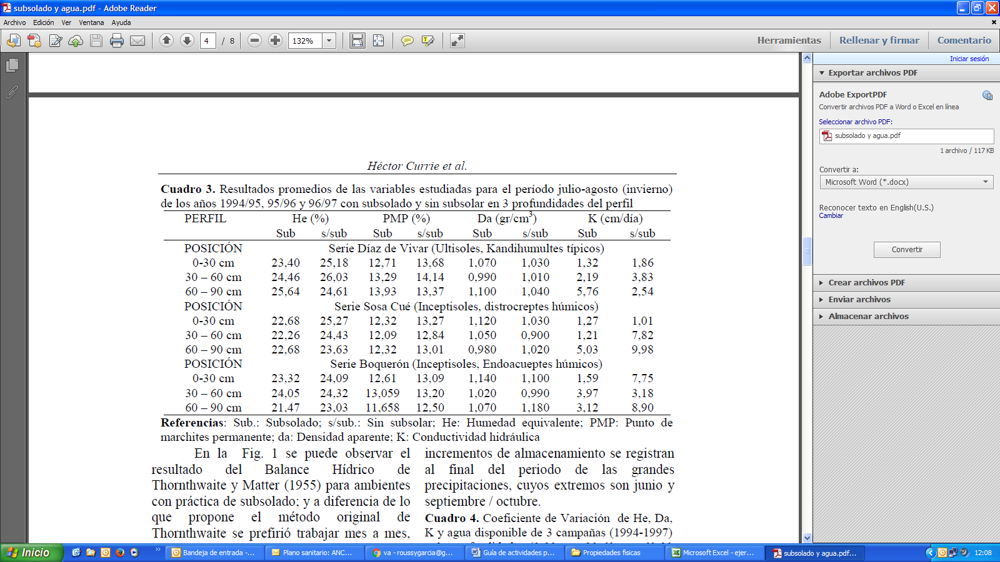 subsolado y agua.pdf - Adobe Reader
Archivo Edición Ver Ventana Ayuda
4 / 8 132% Herramientas Rellenar y firmar Comentario
Iniciar sesión
Exportar archivos PDF
Adobe ExportPDF
Convertir archivos PDF a Word o Excel en línea
Seleccionar archivo PDF:
subsolado y agua.pdf
1 archivo / 117 KB
Convertir a:
Microsoft Word (*.docx)
Reconocer texto en English(U.S.)
Cambiar
Convertir
Crear archivos PDF
Enviar archivos
Almacenar archivos
Héctor Currie et al.
Cuadro 3. Resultados promedios de las variables estudiadas para el período julio-agosto (invierno)
de los años 1994/95, 95/96 y 96/97 con subsolado y sin subsolar en 3 profundidades del perfil
PERFIL He (%) PMP (%) Da (gr/cm3) K (cm/día)
Sub s/sub Sub s/sub Sub s/sub Sub s/sub
POSICIÓN Serie Díaz de Vivar (Ultisoles, Kandihumultes típicos)
0-30 cm 23,40 25,18 12,71 13,68 1,070 1,030 1,32 1,86
30 – 60 cm 24,46 26,03 13,29 14,14 0,990 1,010 2,19 3,83
60 – 90 cm 25,64 24,61 13,93 13,37 1,100 1,040 5,76 2,54
POSICIÓN Serie Sosa Cué (Inceptisoles, distrocreptes húmicos)
0-30 cm 22,68 25,27 12,32 13,27 1,120 1,030 1,27 1,01
30 – 60 cm 22,26 24,43 12,09 12,84 1,050 0,900 1,21 7,82
60 – 90 cm 22,68 23,63 12,32 13,01 0,980 1,020 5,03 9,98
POSICIÓN Serie Boquerón (Inceptisoles, Endoacueptes húmicos)
0-30 cm 23,32 24,09 12,61 13,09 1,140 1,100 1,59 7,75
30 – 60 cm 24,05 24,32 13,059 13,20 1,020 0,990 3,97 3,18
60 – 90 cm 21,47 23,03 11,658 12,50 1,070 1,180 3,12 8,90
Referencias: Sub.: Subsolado; s/sub.: Sin subsolar; He: Humedad equivalente; PMP: Punto de
marchites permanente; da: Densidad aparente; K: Conductividad hidráulica
En la Fig. 1 se puede observar el
resultado del Balance Hídrico de
Thornthwaite y Matter (1955) para ambientes
con práctica de subsolado; y a diferencia de lo
que propone el método original de
Thornthwaite se prefirió trabajar mes a mes,
incrementos de almacenamiento se registran
al final del periodo de las grandes
precipitaciones, cuyos extremos son junio y
septiembre / octubre.
Cuadro 4. Coeficiente de Variación de He, Da,
K y agua disponible de 3 campañas (1994-1997)
Inicio Bandeja de entrada -... Plano sanitario: ANC... va - roussygarcia@g... Guía de actividades p... Propiedades fisicas Microsoft Excel - ejer... subsolado y agua.pdf... 12:08